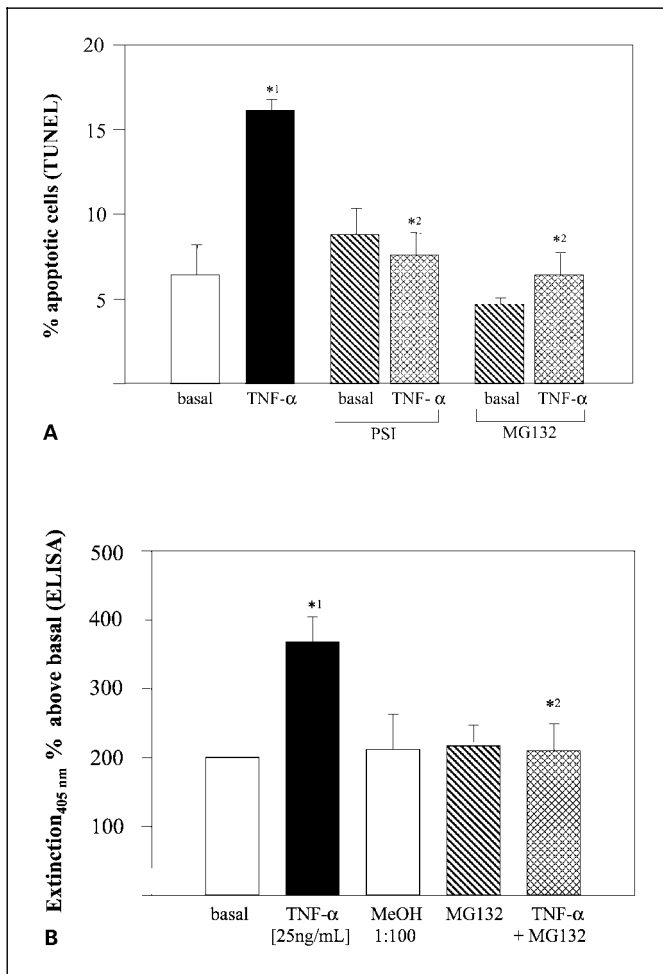 % apoptotic cells (TUNEL)
20
15
10
5
*1
*2
*2
basal TNF-α basal TNF- α basal TNF-α
PSI MG132
A
Extinction405 nm % above basal (ELISA)
500
400
300
200
100
*1
*2
basal TNF-α MeOH MG132 TNF-α
[25ng/mL] 1:100 + MG132
B